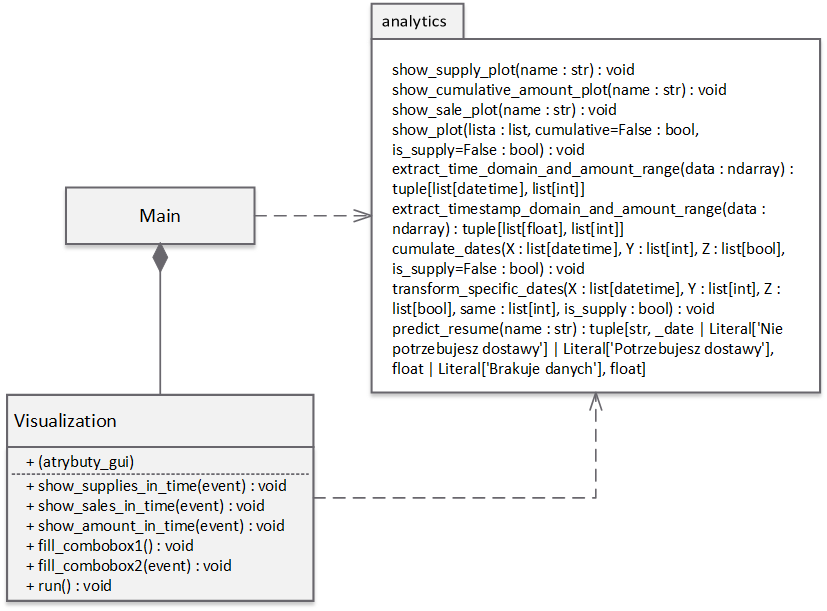 analytics
show_supply_plot(name : str) : void
show_cumulative_amount_plot(name : str) : void
show_sale_plot(name : str) : void
show_plot(lista : list, cumulative=False : bool,
is_supply=False : bool) : void
extract_time_domain_and_amount_range(data : ndarray) :
tuple[list[datetime], list[int]]
extract_timestamp_domain_and_amount_range(data :
ndarray) : tuple[list[float], list[int]]
cumulate_dates(X : list[datetime], Y : list[int], Z : list[bool],
is_supply=False : bool) : void
transform_specific_dates(X : list[datetime], Y : list[int], Z :
list[bool], same : list[int], is_supply : bool) : void
predict_resume(name : str) : tuple[str, _date | Literal['Nie
potrzebujesz dostawy'] | Literal['Potrzebujesz dostawy'],
float | Literal['Brakuje danych'], float]
Main
Visualization
+ (atrybuty_gui)
+ show_supplies_in_time(event) : void
+ show_sales_in_time(event) : void
+ show_amount_in_time(event) : void
+ fill_combobox1() : void
+ fill_combobox2(event) : void
+ run() : void